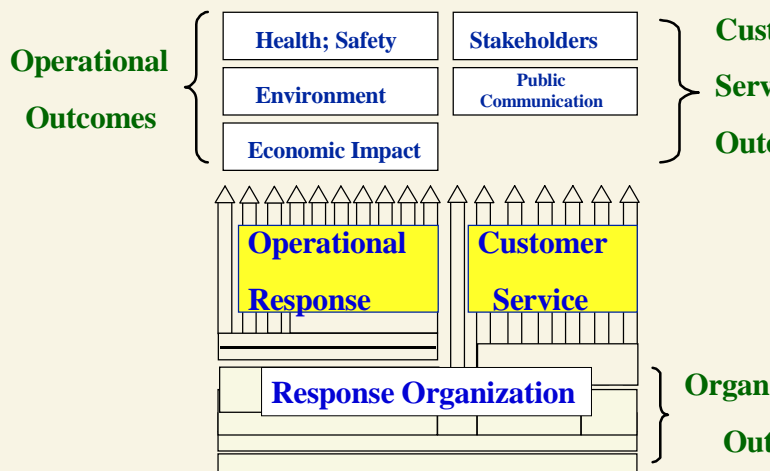 Operational
Outcomes
Health; Safety
Environment
Economic Impact
Stakeholders
Public
Communication
Operational
Response
Customer
Service
Response Organization